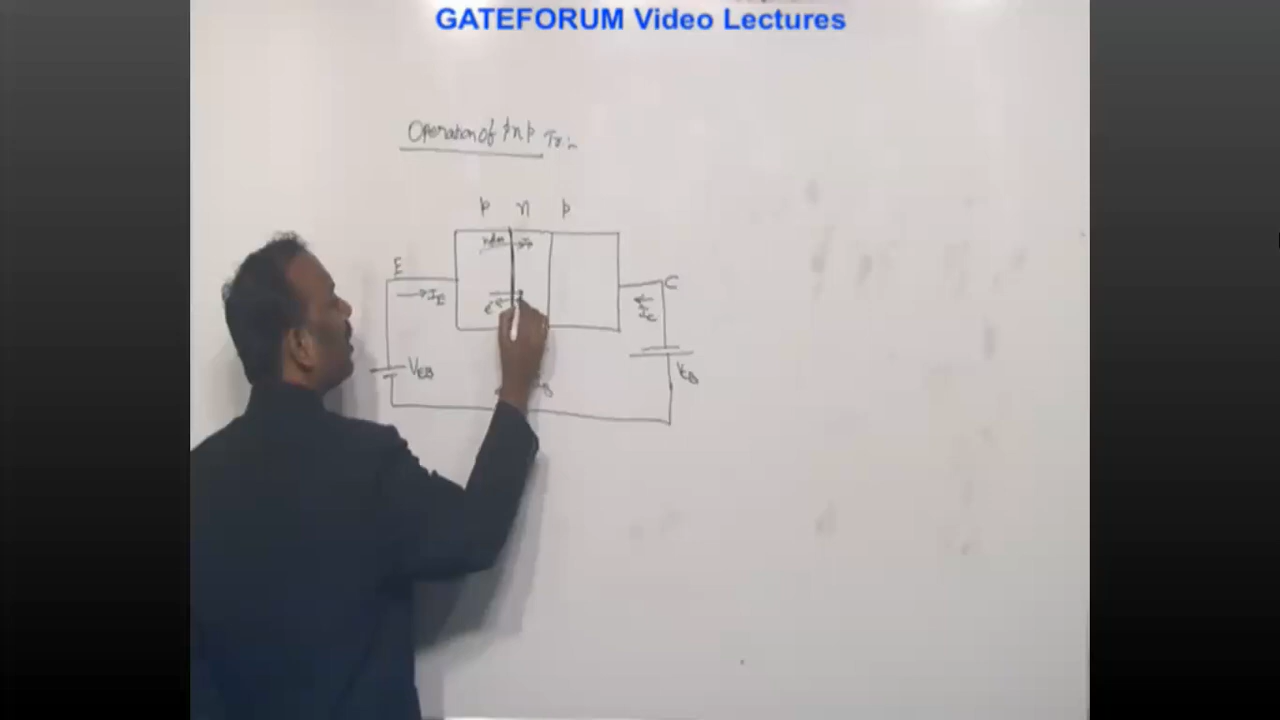 GATEFORUM Video Lectures
Operation of pnp Tr:
p n p
E
C
I_E
I_C
V_EB
V_CB
e-